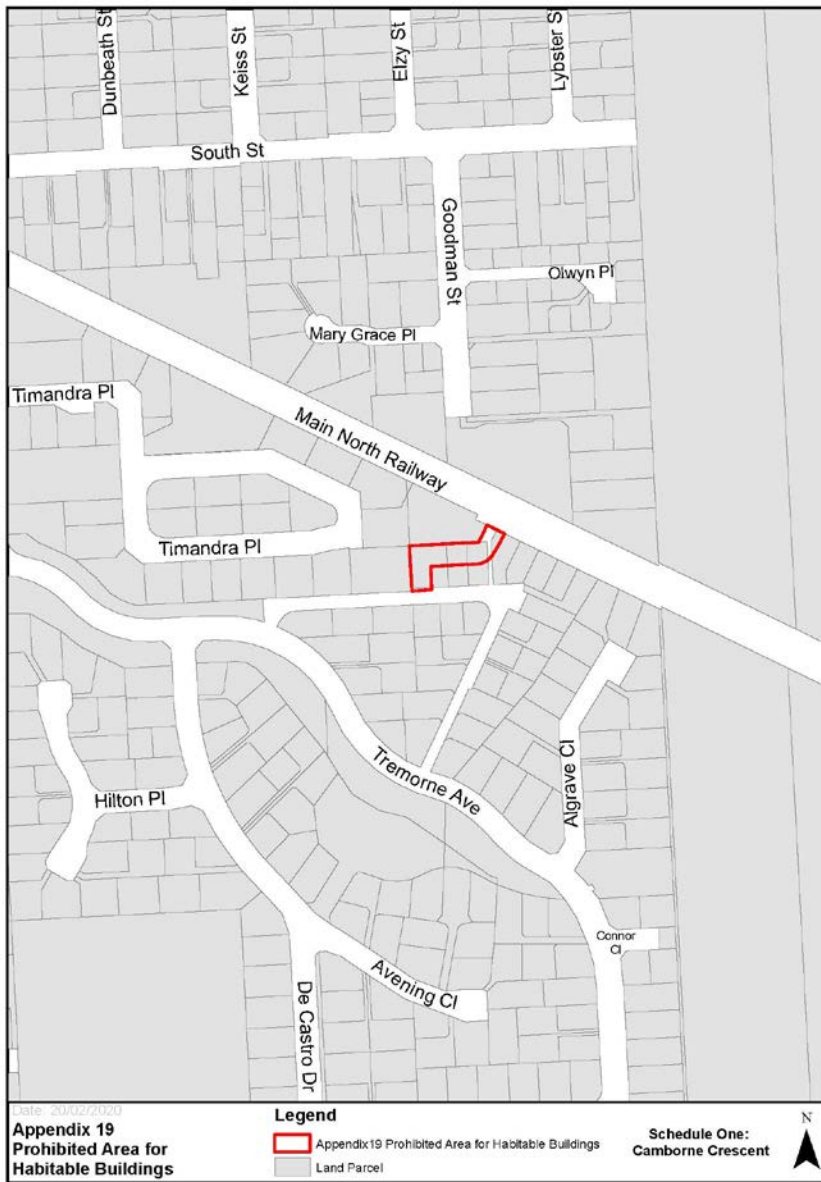 Dunbeath St
Keiss St
Elzy St
Lybster S
South St
Goodman St
Olwyn Pl
Mary Grace Pl
Timandra Pl
Main North Railway
Timandra Pl
Tremorne Ave
Algrave Cl
Hilton Pl
Connor
Cl
Avening Cl
De Castro Dr
Date: 20/02/2020
Appendix 19
Prohibited Area for
Habitable Buildings
Legend
Appendix19 Prohibited Area for Habitable Buildings
Land Parcel
Schedule One:
Camborne Crescent
N